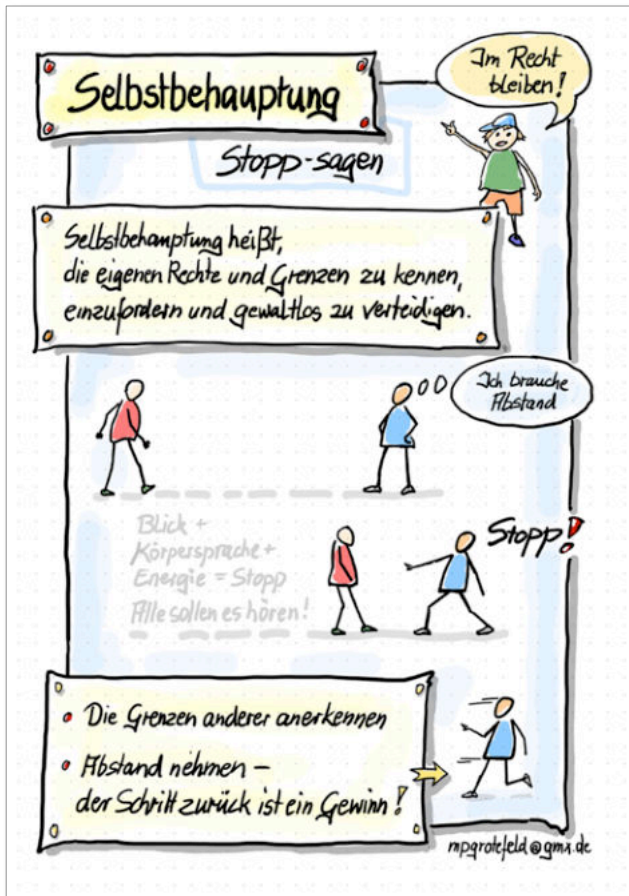 Selbstbehauptung
Im Recht
bleiben!
Stopp-sagen
Selbstbehauptung heißt,
die eigenen Rechte und Grenzen zu kennen,
einzufordern und gewaltlos zu verteidigen.
Ich brauche
Abstand
Stopp!
Blick +
Körpersprache +
Energie = Stopp
Alle sollen es hören!
• Die Grenzen anderer anerkennen
• Abstand nehmen –
der Schritt zurück ist ein Gewinn!
mpgrotefeld@gmx.de